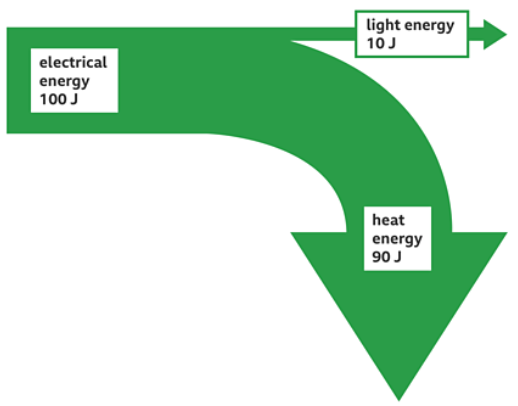 light energy
10 J
electrical
energy
100 J
heat
energy
90 J